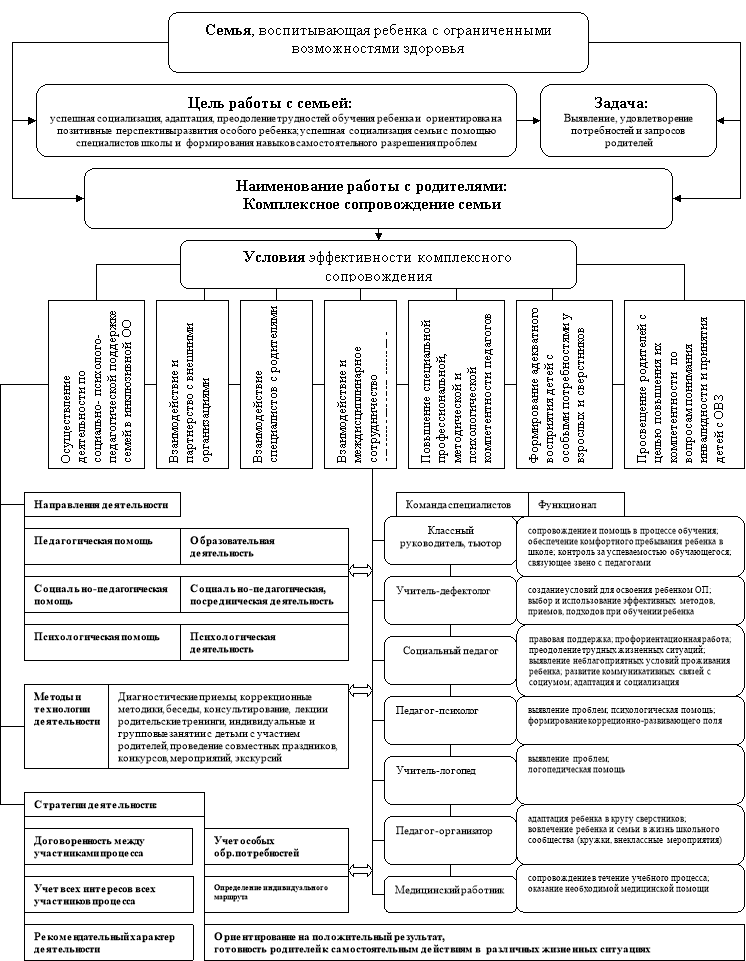 Семья, воспитывающая ребенка с ограниченными
возможностями здоровья
Цель работы с семьей:
успешная социализация, адаптация, преодоление трудностей обучения ребенка и ориентировка на
позитивные перспективы развития особого ребенка; успешная социализация семьи с помощью
специалистов школы и формирования навыков самостоятельного разрешения проблем
Задача:
Выявление, удовлетворение
потребностей и запросов
родителей
Наименование работы с родителями:
Комплексное сопровождение семьи
Условия эффективности комплексного
сопровождения
Осуществление
деятельности по
социально- психолого-
педагогической поддержке
семей в инклюзивной ОО
Взаимодействие и
партнерство с внешними
организациями
Взаимодействие
специалистов с родителями
Взаимодействие и
междисциплинарное
сотрудничество
Повышение специальной
профессиональной,
методической и
психологической
компетентности педагогов
Формирование адекватного
восприятия детей с
особыми потребностями у
взрослых и сверстников
Просвещение родителей с
целью повышения их
компетентности по
вопросам понимания
инвалидности и принятия
детей с ОВЗ
Направления деятельности
Педагогическая помощь
Образовательная
деятельность
Социально-педагогическая
помощь
Социально-педагогическая,
посредническая деятельность
Психологическая помощь
Психологическая
деятельность
Методы и
технологии
деятельности
Диагностические приемы, коррекционные
методики, беседы, консультирование, лекции
родительские тренинги, индивидуальные и
групповые занятии с детьми с участием
родителей, проведение совместных праздников,
конкурсов, мероприятий, экскурсий
Стратегии деятельности:
Договоренность между
участниками процесса
Учет особых
обр.потребностей
Учет всех интересов всех
участников процесса
Определение индивидуального
маршрута
Рекомендательный характер
деятельности
Ориентирование на положительный результат,
готовность родителей к самостоятельным действиям в различных жизненных ситуациях
Команда специалистов
Функционал
Классный
руководитель, тьютор
сопровождение и помощь в процессе обучения;
обеспечение комфортного пребывания ребенка в
школе; контроль за успеваемостью обучающегося;
связующее звено с педагогами
Учитель-дефектолог
создание условий для освоения ребенком ОП;
выбор и использование эффективных методов,
приемов, подходов при обучении ребенка
Социальный педагог
правовая поддержка; профориентационная работа;
преодоление трудных жизненных ситуаций;
выявление неблагоприятных условий проживания
ребенка; развитие коммуникативных связей с
социумом; адаптация и социализация
Педагог-психолог
выявление проблем, психологическая помощь;
формирование корреционно-развивающего поля
Учитель-логопед
выявление проблем,
логопедическая помощь
Педагог-организатор
адаптация ребенка в кругу сверстников;
вовлечение ребенка и семьи в жизнь школьного
сообщества (кружки, внеклассные мероприятия)
Медицинский работник
сопровождение в течение учебного процесса;
оказание необходимой медицинской помощи